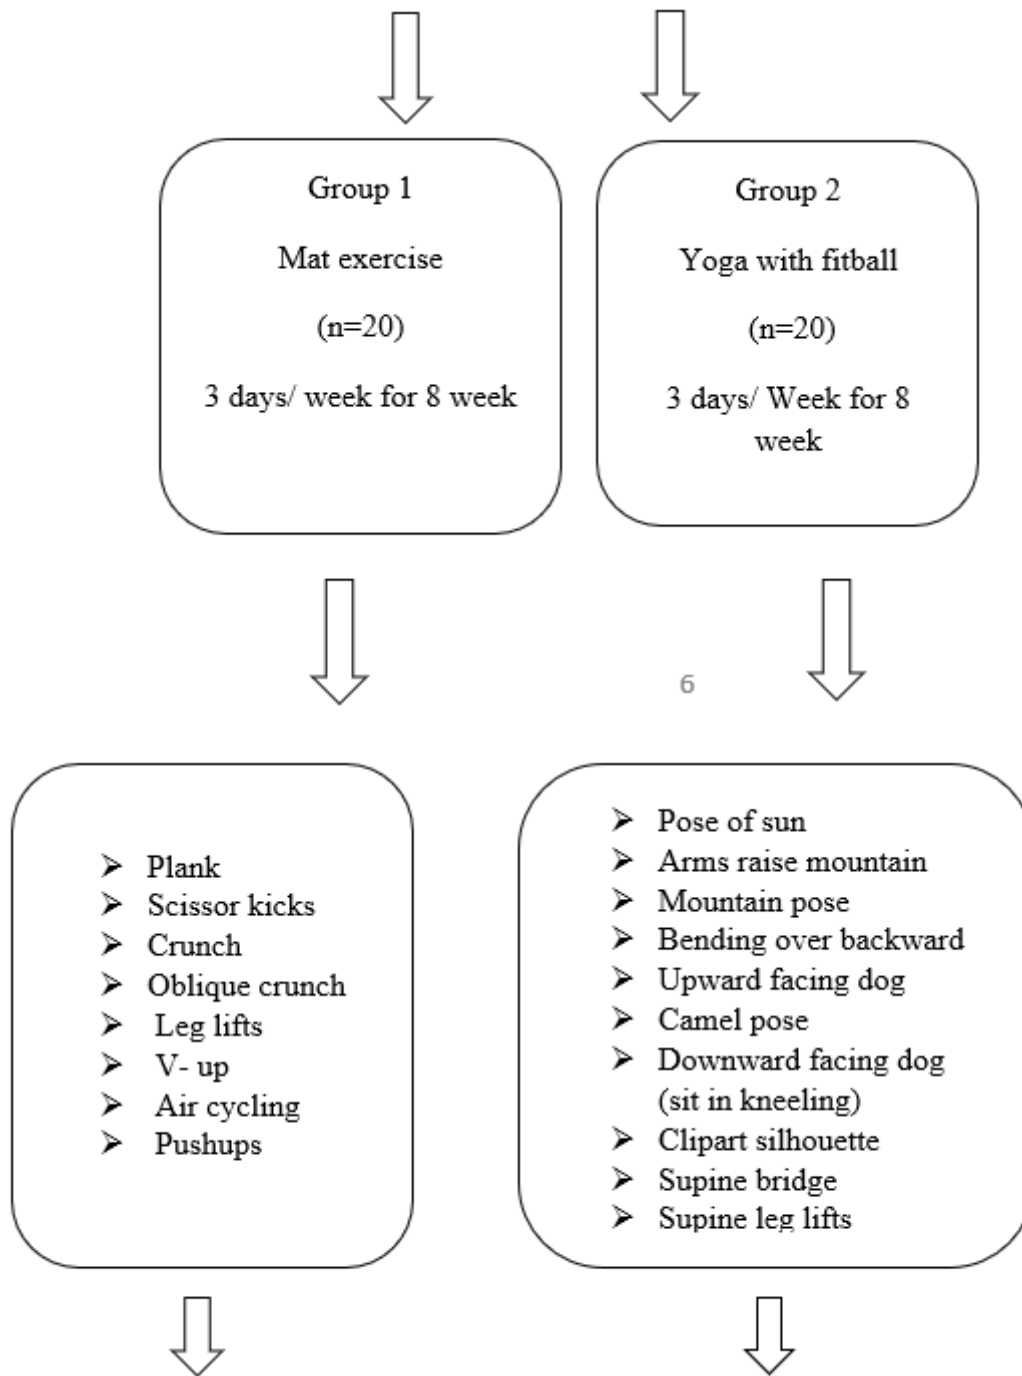 Group 1
Mat exercise
(n=20)
3 days/ week for 8 week
Group 2
Yoga with fitball
(n=20)
3 days/ Week for 8
week
6
➢ Plank
➢ Scissor kicks
➢ Crunch
➢ Oblique crunch
➢ Leg lifts
➢ V- up
➢ Air cycling
➢ Pushups
➢ Pose of sun
➢ Arms raise mountain
➢ Mountain pose
➢ Bending over backward
➢ Upward facing dog
➢ Camel pose
➢ Downward facing dog
(sit in kneeling)
➢ Clipart silhouette
➢ Supine bridge
➢ Supine leg lifts